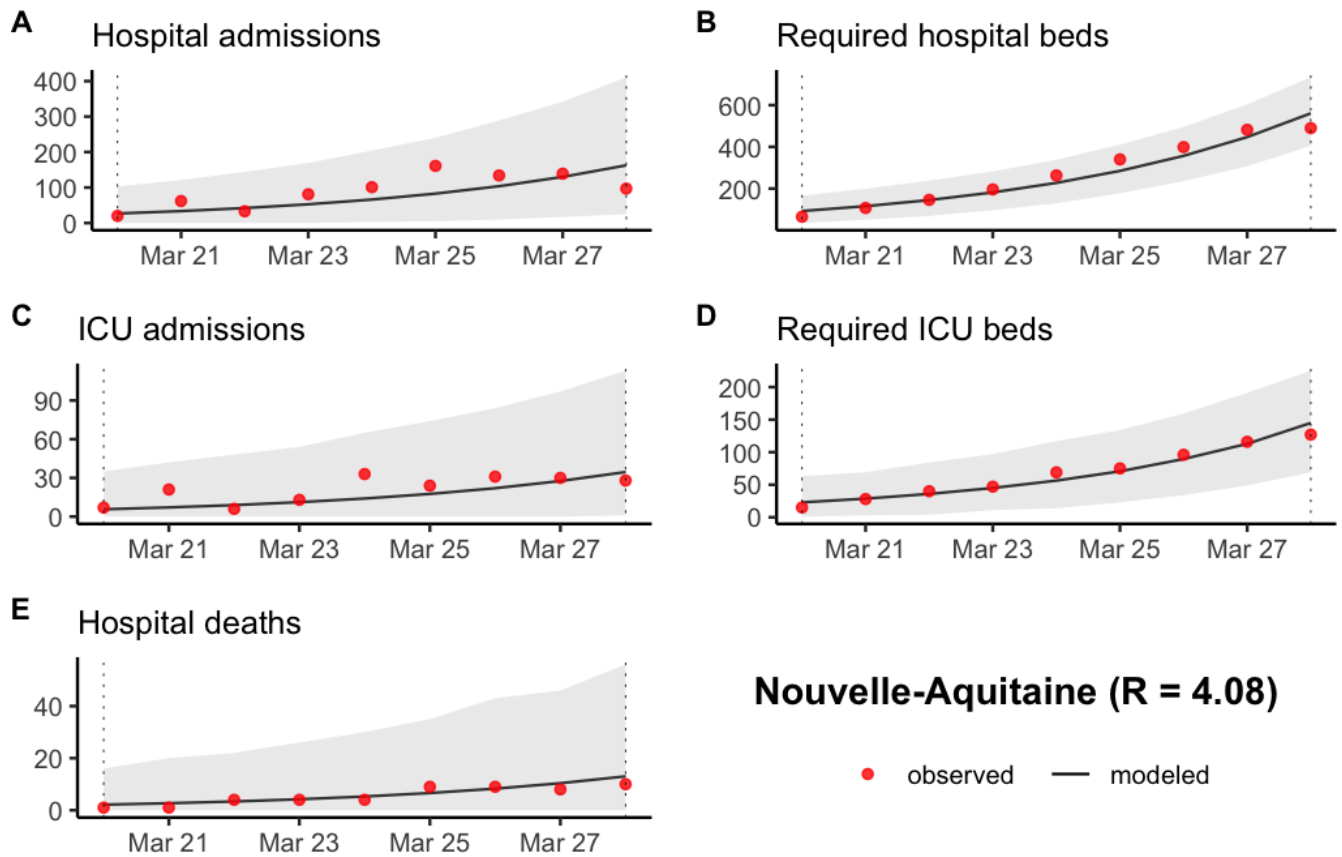 A
Hospital admissions
400
300
200
100
0
Mar 21 Mar 23 Mar 25 Mar 27
B
Required hospital beds
600
400
200
Mar 21 Mar 23 Mar 25 Mar 27
C
ICU admissions
90
60
30
0
Mar 21 Mar 23 Mar 25 Mar 27
D
Required ICU beds
200
150
100
50
0
Mar 21 Mar 23 Mar 25 Mar 27
E
Hospital deaths
40
20
0
Mar 21 Mar 23 Mar 25 Mar 27
Nouvelle-Aquitaine (R = 4.08)
observed modeled